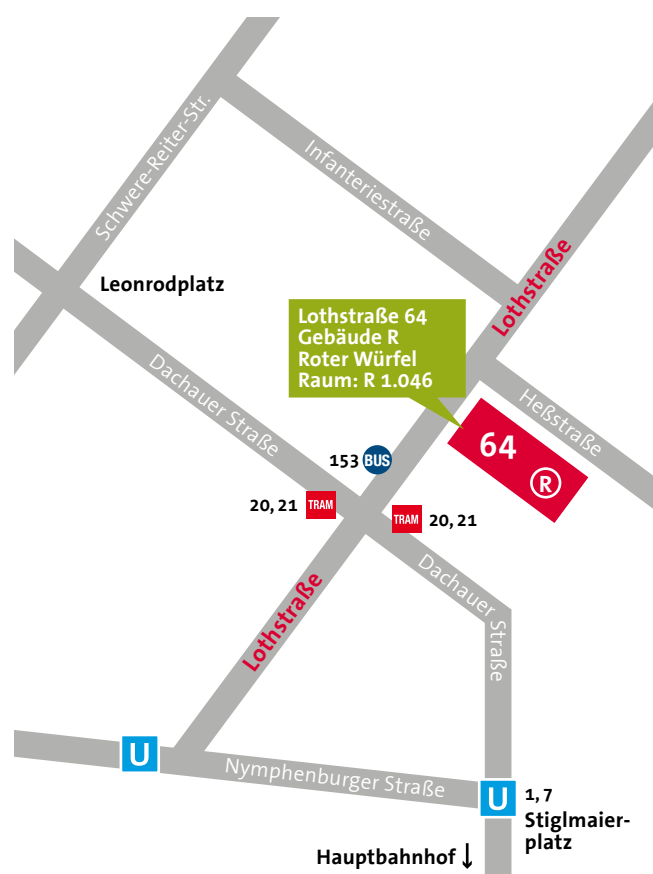 Schwere-Reiter-Str.
Infanteriestraße
Lothstraße
Leonrodplatz
Lothstraße 64
Gebäude R
Roter Würfel
Raum: R 1.046
Dachauer Straße
Heßstraße
64
R
153 BUS
20, 21 TRAM
TRAM 20, 21
Dachauer Straße
Lothstraße
U
Nymphenburger Straße
U 1, 7
Stiglmaier-
platz
Hauptbahnhof ↓